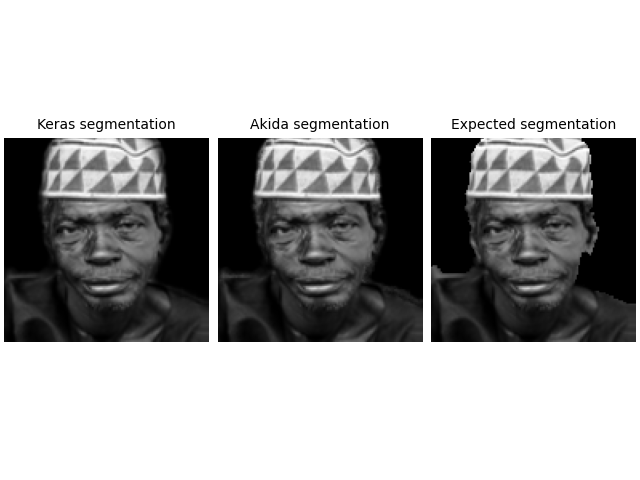 Keras segmentation
Akida segmentation
Expected segmentation